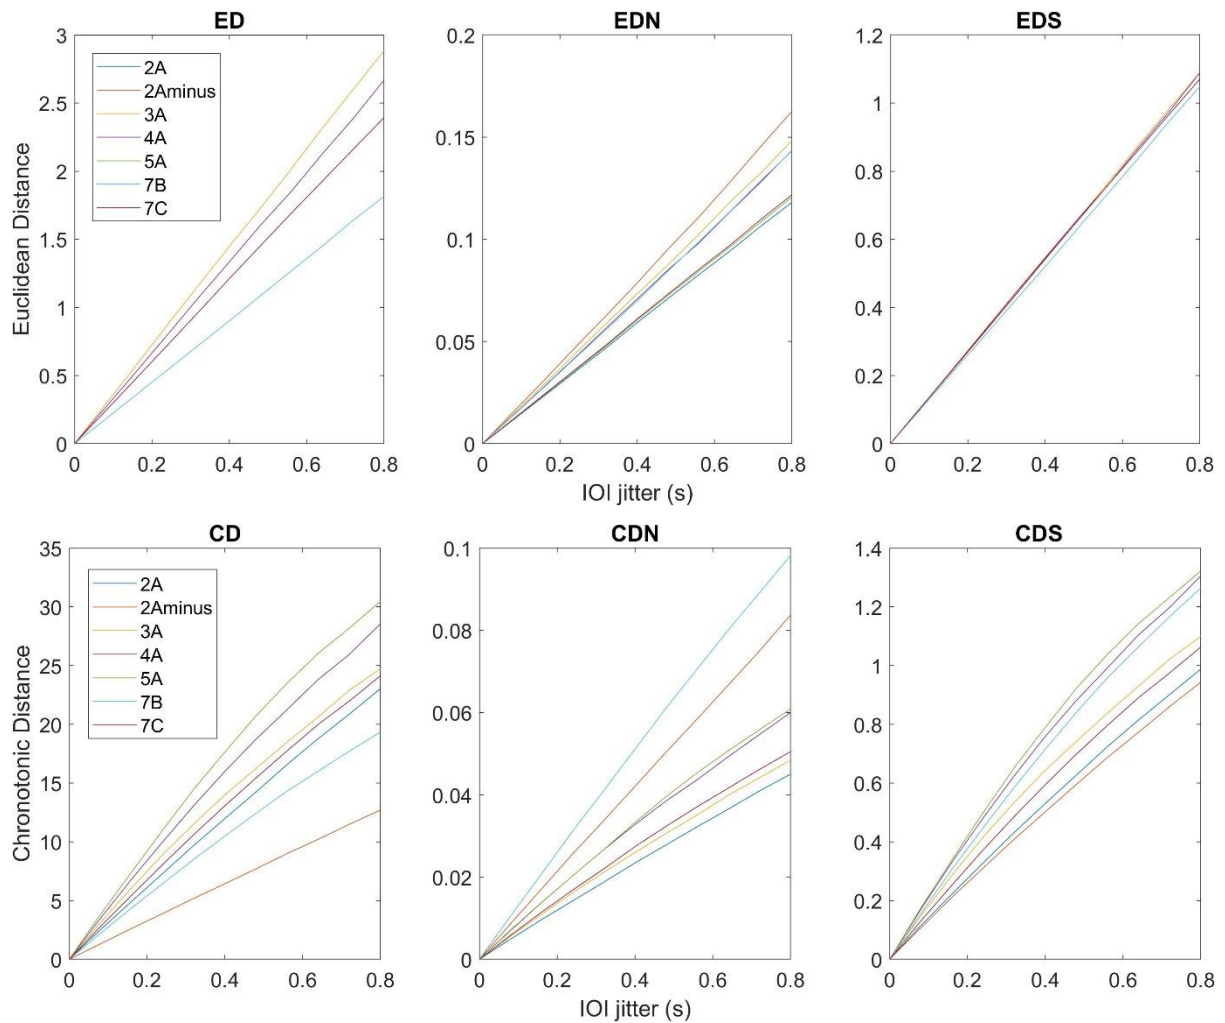 ED
EDN
EDS
3
2.5
2
1.5
1
0.5
0
0 0.2 0.4 0.6 0.8
Euclidean Distance
2A
2Aminus
3A
4A
5A
7B
7C
0.2
0.15
0.1
0.05
0
0 0.2 0.4 0.6 0.8
IOI jitter (s)
1.2
1
0.8
0.6
0.4
0.2
0
0 0.2 0.4 0.6 0.8
CD
CDN
CDS
35
30
25
20
15
10
5
0
0 0.2 0.4 0.6 0.8
Chronotonic Distance
2A
2Aminus
3A
4A
5A
7B
7C
0.1
0.08
0.06
0.04
0.02
0
0 0.2 0.4 0.6 0.8
IOI jitter (s)
1.4
1.2
1
0.8
0.6
0.4
0.2
0
0 0.2 0.4 0.6 0.8